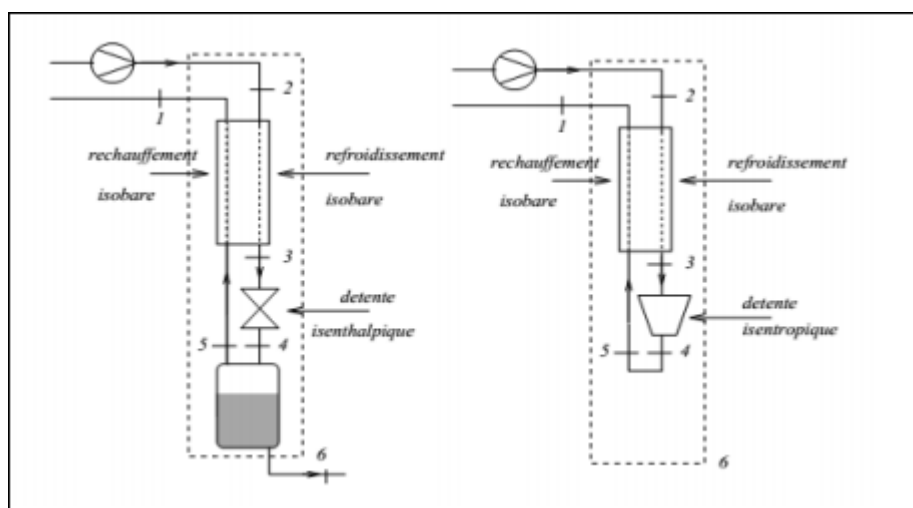 2
1
rechauffement
isobare
refroidissement
isobare
3
detente
isenthalpique
5
4
6
2
1
rechauffement
isobare
refroidissement
isobare
3
detente
isentropique
5
4
6